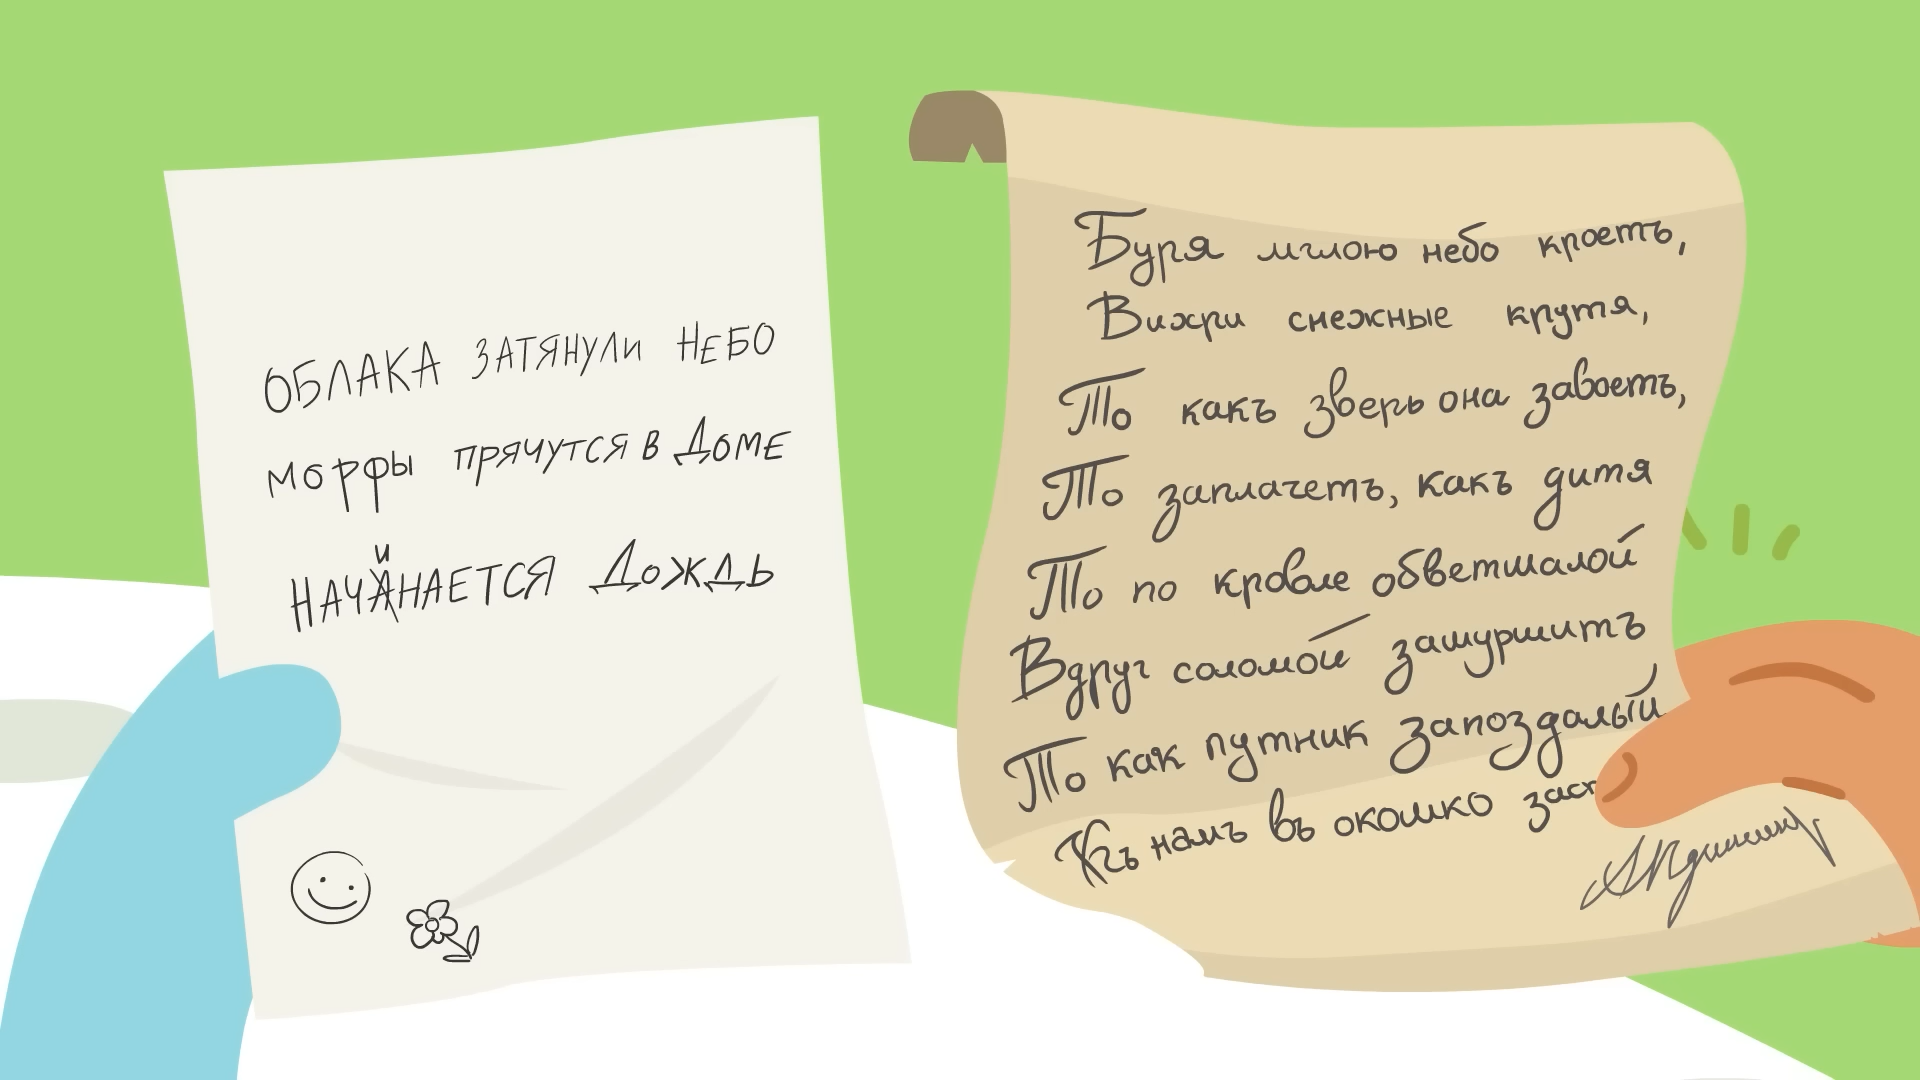 ОБЛАКА ЗАТЯНУЛИ НЕБО
МОРФЫ ПРЯЧУТСЯ В ДОМЕ
и
НАЧАНАЕТСЯ ДОЖДЬ
Буря мглою небо кроетъ,
Вихри снежные крутя,
То какъ зверь она завоетъ,
То заплачетъ, какъ дитя
То по кровле обветшалой
Вдруг соломой зашуршитъ
То как путник запоздалый
Къ намъ въ окошко